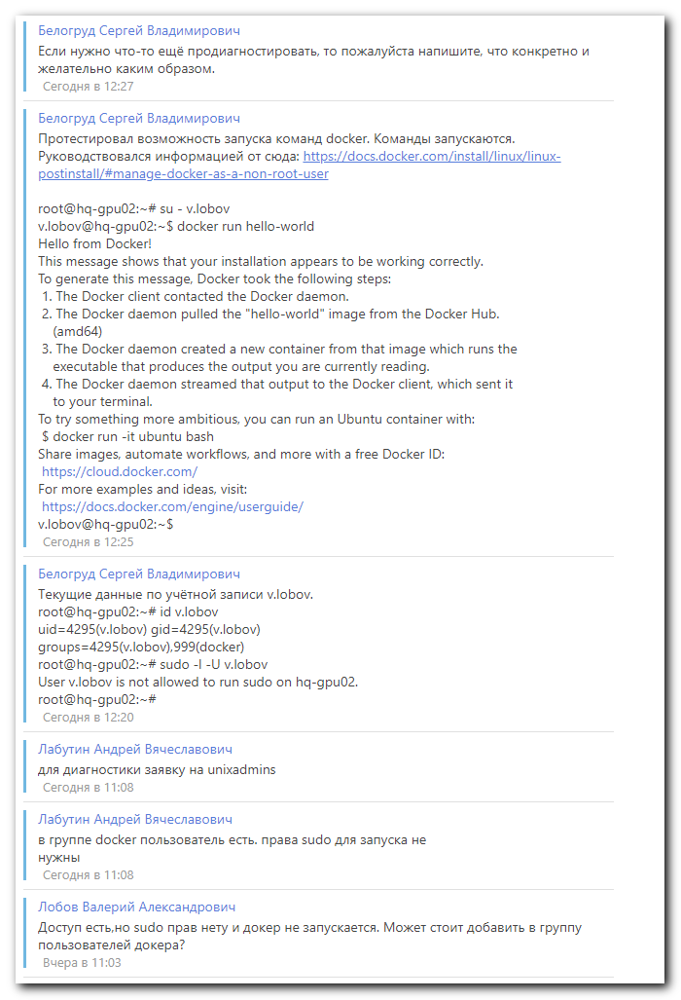 Белогруд Сергей Владимирович
Если нужно что-то ещё продиагностировать, то пожалуйста напишите, что конкретно и
желательно каким образом.
Сегодня в 12:27
Белогруд Сергей Владимирович
Протестировал возможность запуска команд docker. Команды запускаются.
Руководствовался информацией от сюда: https://docs.docker.com/install/linux/linux-
postinstall/#manage-docker-as-a-non-root-user
root@hq-gpu02:~# su - v.lobov
v.lobov@hq-gpu02:~$ docker run hello-world
Hello from Docker!
This message shows that your installation appears to be working correctly.
To generate this message, Docker took the following steps:
1. The Docker client contacted the Docker daemon.
2. The Docker daemon pulled the "hello-world" image from the Docker Hub.
(amd64)
3. The Docker daemon created a new container from that image which runs the
executable that produces the output you are currently reading.
4. The Docker daemon streamed that output to the Docker client, which sent it
to your terminal.
To try something more ambitious, you can run an Ubuntu container with:
$ docker run -it ubuntu bash
Share images, automate workflows, and more with a free Docker ID:
https://cloud.docker.com/
For more examples and ideas, visit:
https://docs.docker.com/engine/userguide/
v.lobov@hq-gpu02:~$
Сегодня в 12:25
Белогруд Сергей Владимирович
Текущие данные по учётной записи v.lobov.
root@hq-gpu02:~# id v.lobov
uid=4295(v.lobov) gid=4295(v.lobov)
groups=4295(v.lobov),999(docker)
root@hq-gpu02:~# sudo -l -U v.lobov
User v.lobov is not allowed to run sudo on hq-gpu02.
root@hq-gpu02:~#
Сегодня в 12:20
Лабутин Андрей Вячеславович
для диагностики заявку на unixadmins
Сегодня в 11:08
Лабутин Андрей Вячеславович
в группе docker пользователь есть. права sudo для запуска не
нужны
Сегодня в 11:08
Лобов Валерий Александрович
Доступ есть,но sudo прав нету и докер не запускается. Может стоит добавить в группу
пользователей докера?
Вчера в 11:03